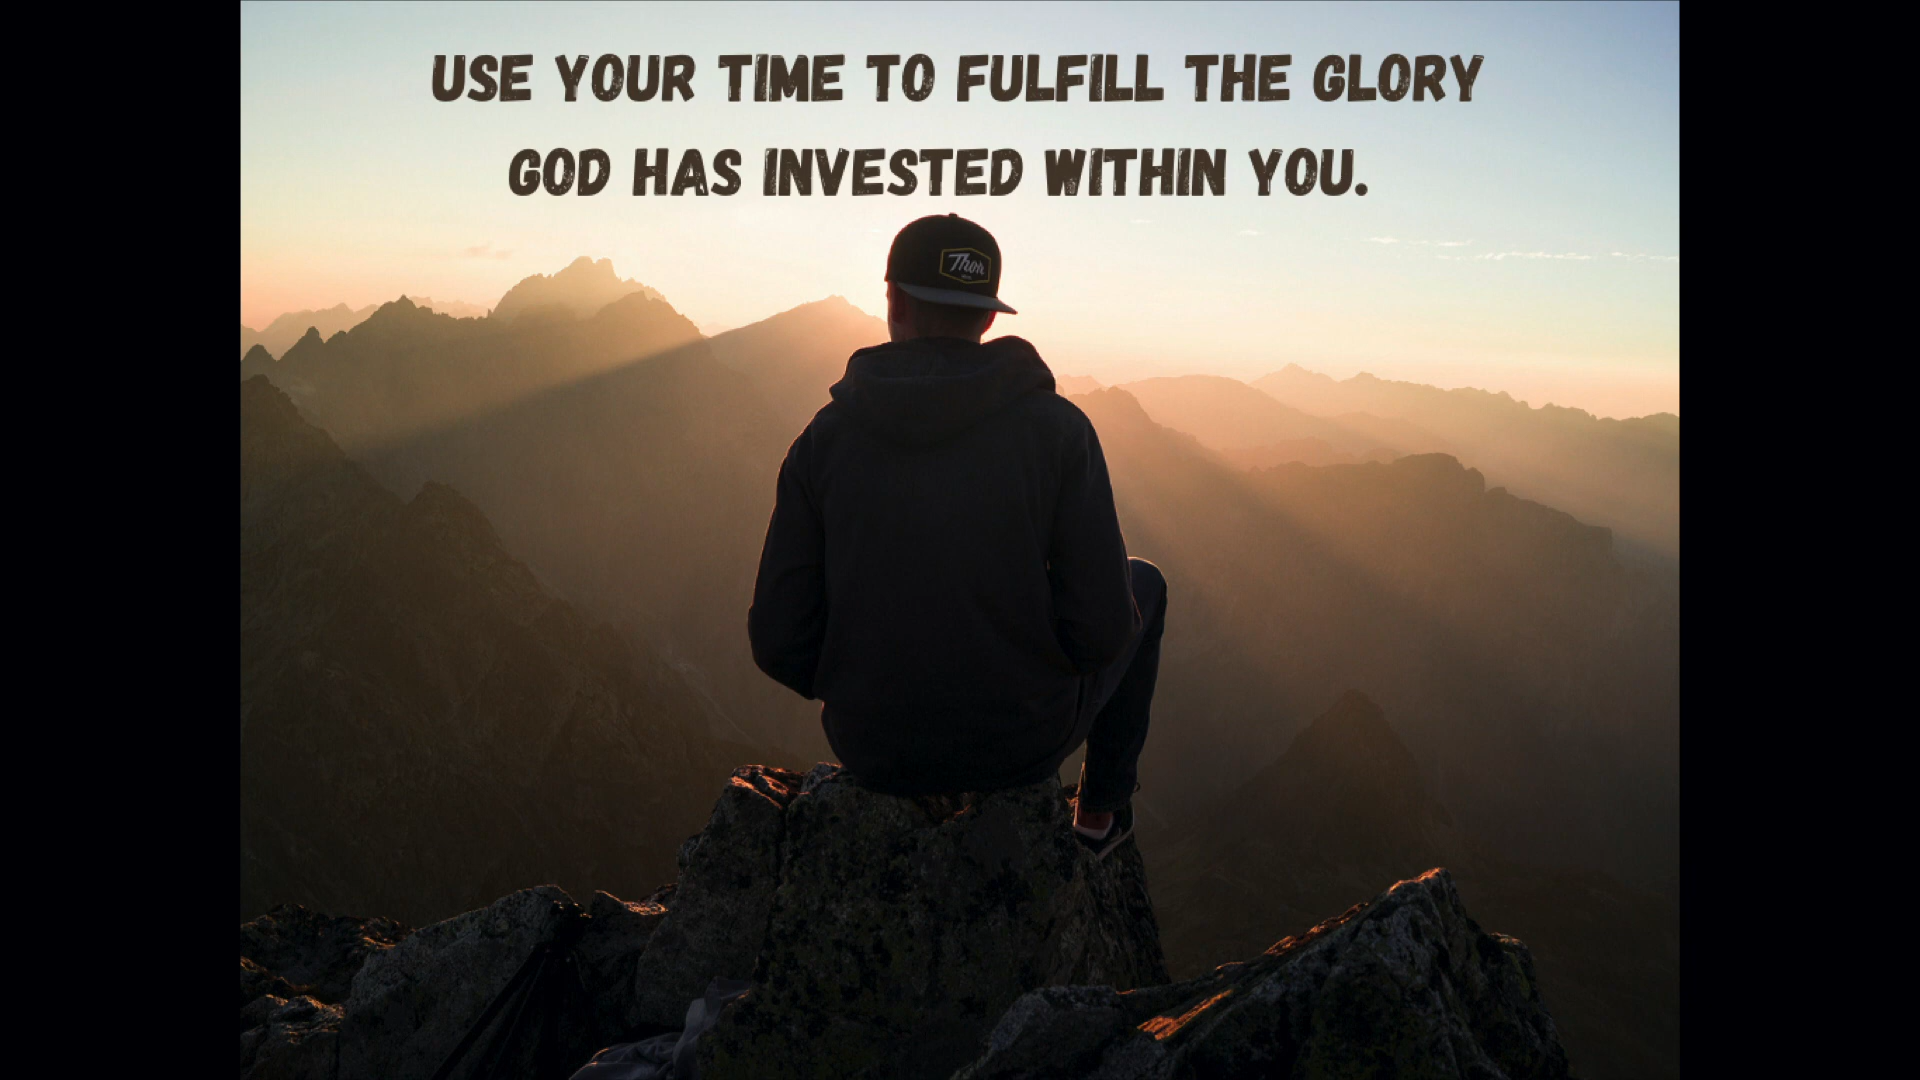 USE YOUR TIME TO FULFILL THE GLORY
GOD HAS INVESTED WITHIN YOU.
Thor